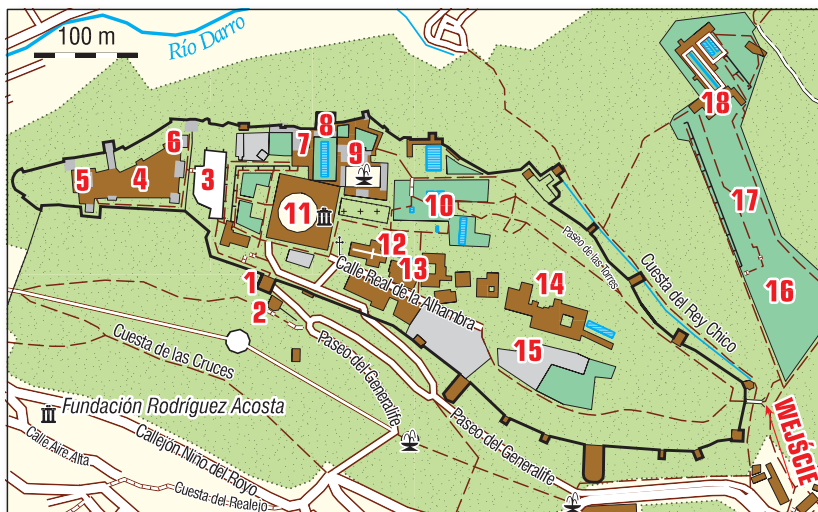 100 m
Río Darro
18
8
6
7
9
5
4
3
17
10
11
12
13
Paseo de las Torres
Cuesta del Rey Chico
1
Calle Real de la Alhambra
14
16
2
15
Cuesta de las Cruces
Paseo del Generalife
WEJŚCIE
Fundación Rodríguez Acosta
Paseo del Generalife
Calle Aire Alta
Callejón Nino del Royo
Cuesta del Realejo